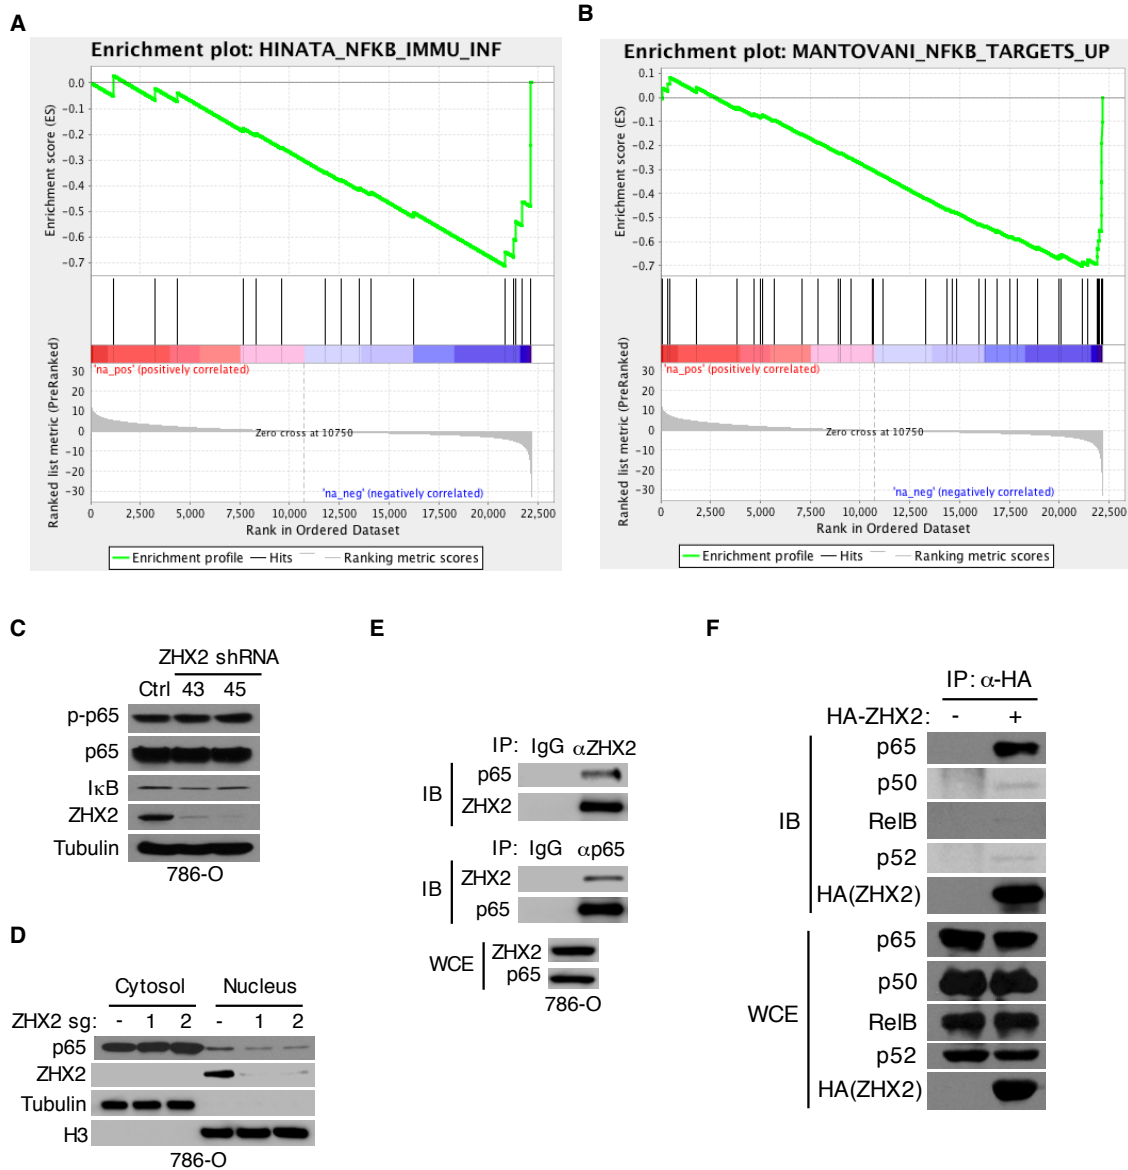 A
Enrichment plot: HINATA_NFKB_IMMU_INF
Enrichment score (ES)
0.0
-0.1
-0.2
-0.3
-0.4
-0.5
-0.6
-0.7
'na_pos' (positively correlated)
Ranked list metric (PreRanked)
30
20
10
0
-10
-20
-30
Zero cross at 10750
'na_neg' (negatively correlated)
0 2,500 5,000 7,500 10,000 12,500 15,000 17,500 20,000 22,500
Rank in Ordered Dataset
Enrichment profile Hits Ranking metric scores
B
Enrichment plot: MANTOVANI_NFKB_TARGETS_UP
Enrichment score (ES)
0.1
0.0
-0.1
-0.2
-0.3
-0.4
-0.5
-0.6
-0.7
'na_pos' (positively correlated)
Ranked list metric (PreRanked)
30
20
10
0
-10
-20
-30
Zero cross at 10750
'na_neg' (negatively correlated)
0 2,500 5,000 7,500 10,000 12,500 15,000 17,500 20,000 22,500
Rank in Ordered Dataset
Enrichment profile Hits Ranking metric scores
C
ZHX2 shRNA
Ctrl 43 45
p-p65
p65
IκB
ZHX2
Tubulin
786-O
D
Cytosol Nucleus
ZHX2 sg: - 1 2 - 1 2
p65
ZHX2
Tubulin
H3
786-O
E
IP: IgG αZHX2
IB
p65
ZHX2
IP: IgG αp65
IB
ZHX2
p65
WCE
ZHX2
p65
786-O
F
IP: α-HA
HA-ZHX2: - +
IB
p65
p50
RelB
p52
HA(ZHX2)
WCE
p65
p50
RelB
p52
HA(ZHX2)